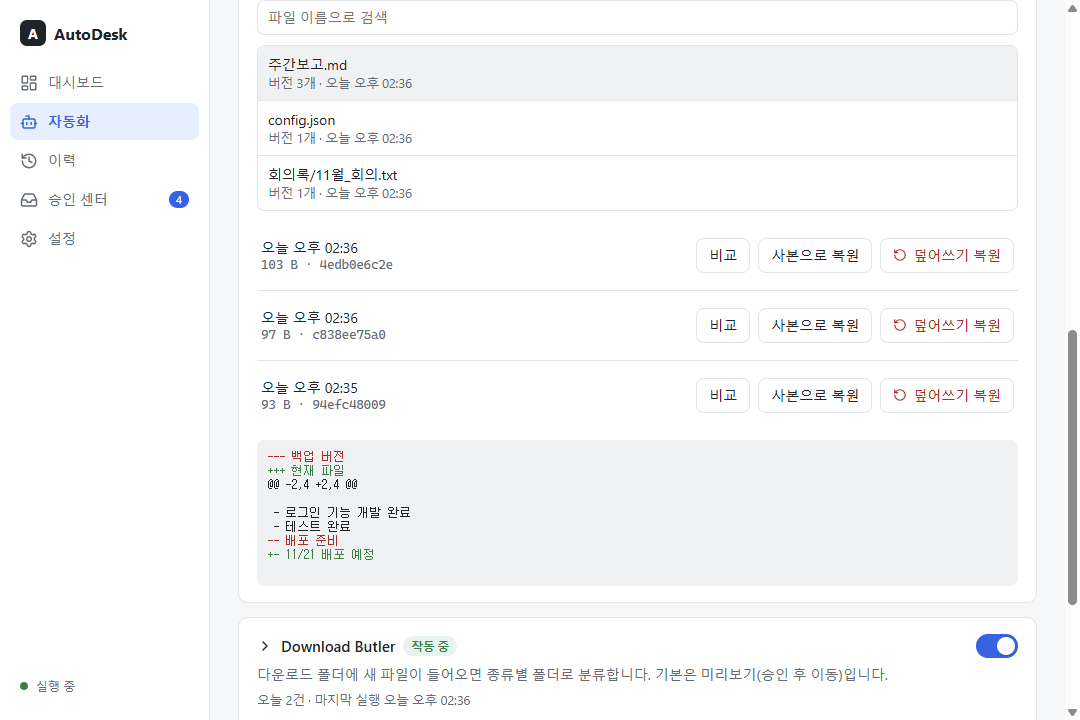 A AutoDesk
대시보드
자동화
이력
승인 센터 4
설정
실행 중
파일 이름으로 검색
주간보고.md
버전 3개 · 오늘 오후 02:36
config.json
버전 1개 · 오늘 오후 02:36
회의록/11월_회의.txt
버전 1개 · 오늘 오후 02:36
오늘 오후 02:36
103 B · 4edb0e6c2e
비교 사본으로 복원 덮어쓰기 복원
오늘 오후 02:36
97 B · c838ee75a0
비교 사본으로 복원 덮어쓰기 복원
오늘 오후 02:35
93 B · 94efc48009
비교 사본으로 복원 덮어쓰기 복원
--- 백업 버전
+++ 현재 파일
@@ -2,4 +2,4 @@
- 로그인 기능 개발 완료
- 테스트 완료
-- 배포 준비
+- 11/21 배포 예정
Download Butler 작동 중
다운로드 폴더에 새 파일이 들어오면 종류별 폴더로 분류합니다. 기본은 미리보기(승인 후 이동)입니다.
오늘 2건 · 마지막 실행 오늘 오후 02:36